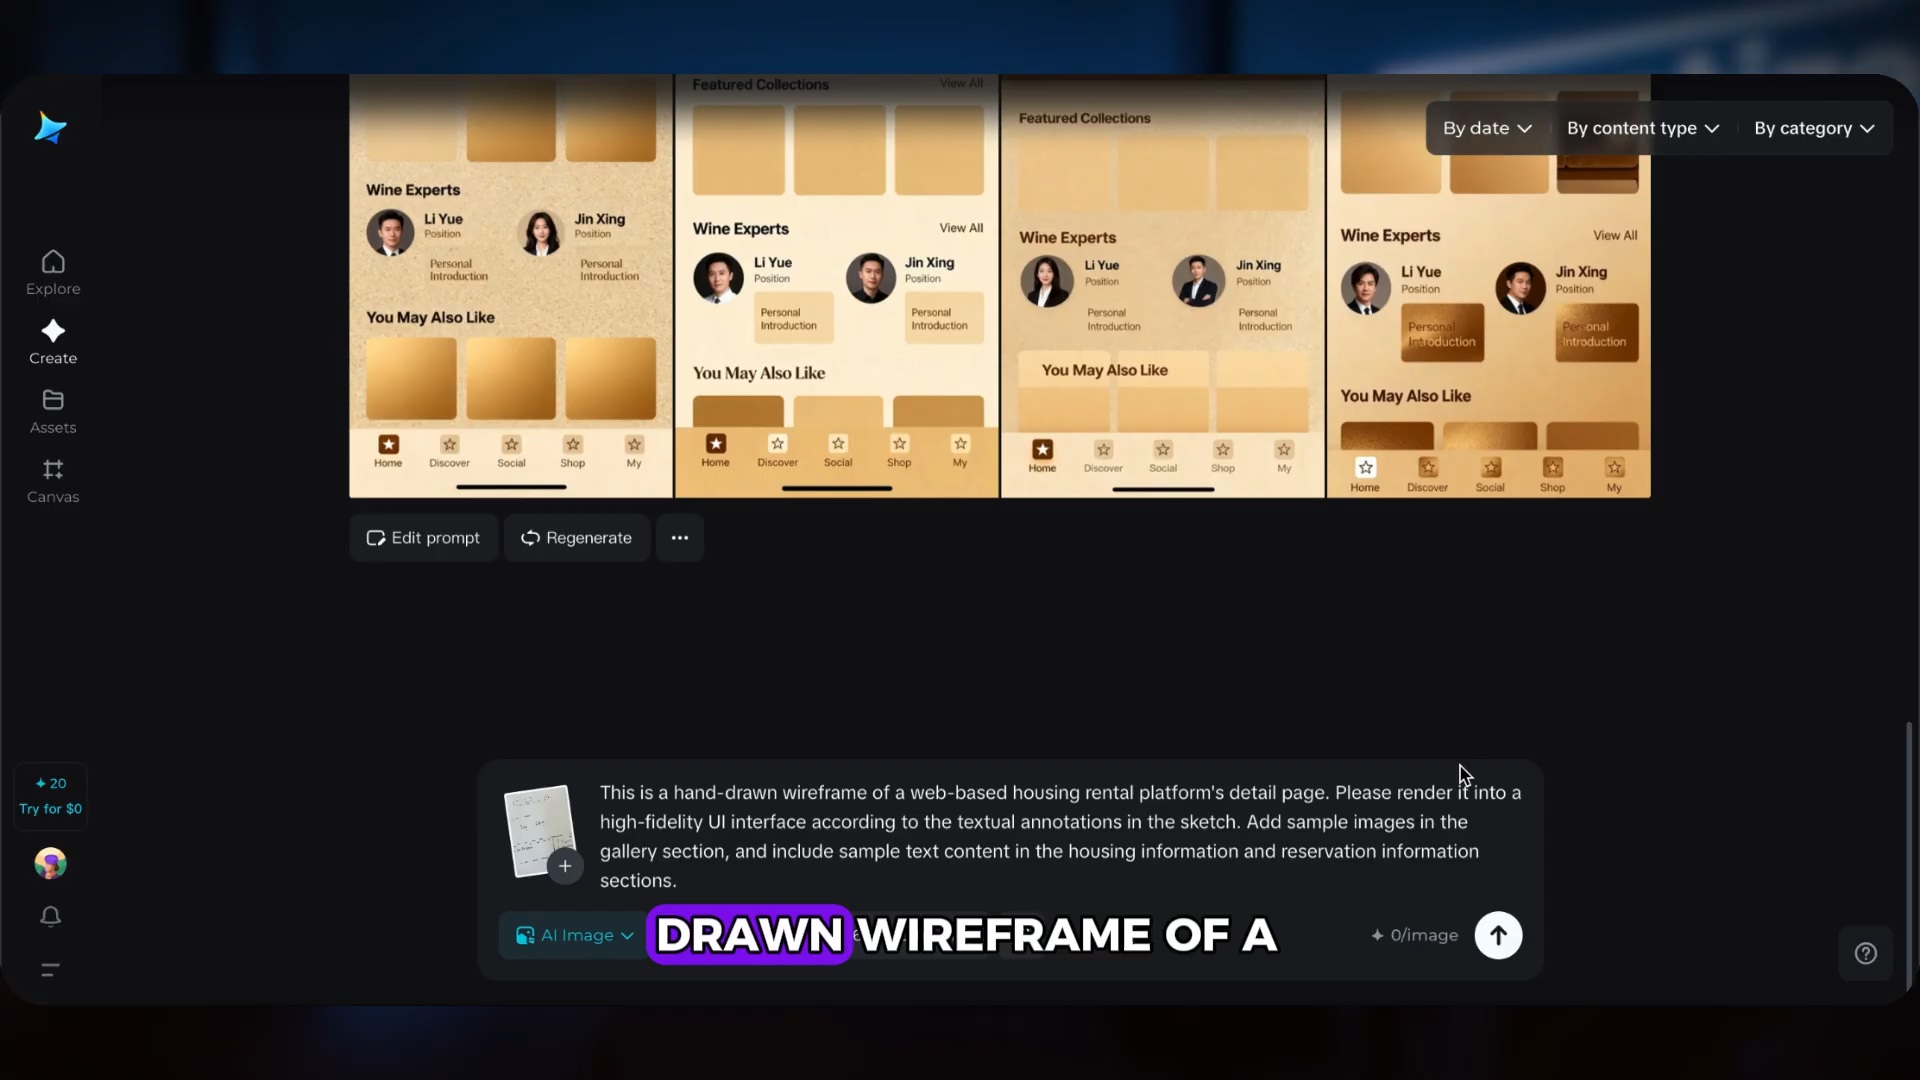 Featured Collections View All
Featured Collections
By date
By content type
By category
Wine Experts
Li Yue
Position
Personal
Introduction
Jin Xing
Position
Personal
Introduction
You May Also Like
Home
Discover
Social
Shop
My
Wine Experts View All
Li Yue
Position
Personal
Introduction
Jin Xing
Position
Personal
Introduction
You May Also Like
Home
Discover
Social
Shop
My
Wine Experts
Li Yue
Position
Personal
Introduction
Jin Xing
Position
Personal
Introduction
You May Also Like
Home
Discover
Social
Shop
My
Wine Experts View All
Li Yue
Position
Personal
Introduction
Jin Xing
Position
Personal
Introduction
You May Also Like
Home
Discover
Social
Shop
My
Explore
Create
Assets
Canvas
20
Try for $0
Edit prompt
Regenerate
This is a hand-drawn wireframe of a web-based housing rental platform's detail page. Please render it into a
high-fidelity UI interface according to the textual annotations in the sketch. Add sample images in the
gallery section, and include sample text content in the housing information and reservation information
sections.
AI Image
DRAWN WIREFRAME OF A
0/image